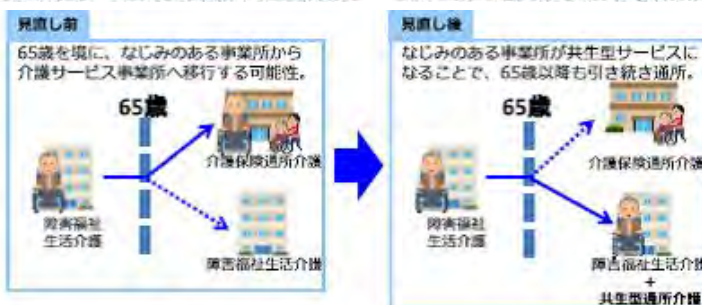 見直し前
65歳を境に、なじみのある事業所から
介護サービス事業所へ移行する可能性。
65歳
介護保険通所介護
障害福祉
生活介護
障害福祉生活介護
見直し後
なじみのある事業所が共生型サービスに
なることで、65歳以降も引き続き通所。
65歳
介護保険通所介護
障害福祉
生活介護
障害福祉生活介護
+
共生型通所介護